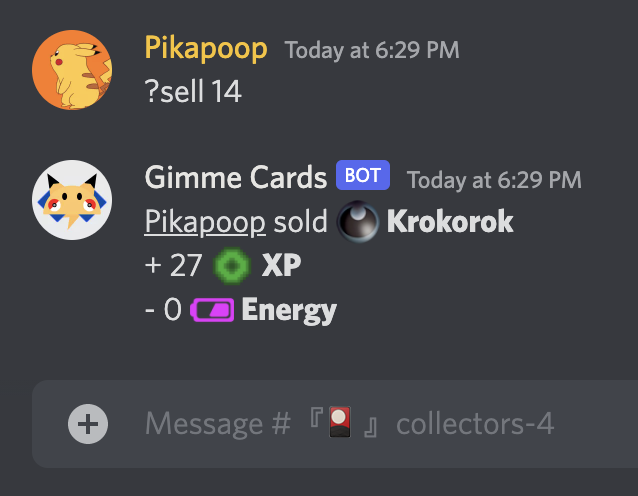 Pikapoop Today at 6:29 PM
?sell 14
Gimme Cards BOT Today at 6:29 PM
Pikapoop sold Krokorok
+ 27 XP
- 0 Energy
Message # 『🎴 』 collectors-4